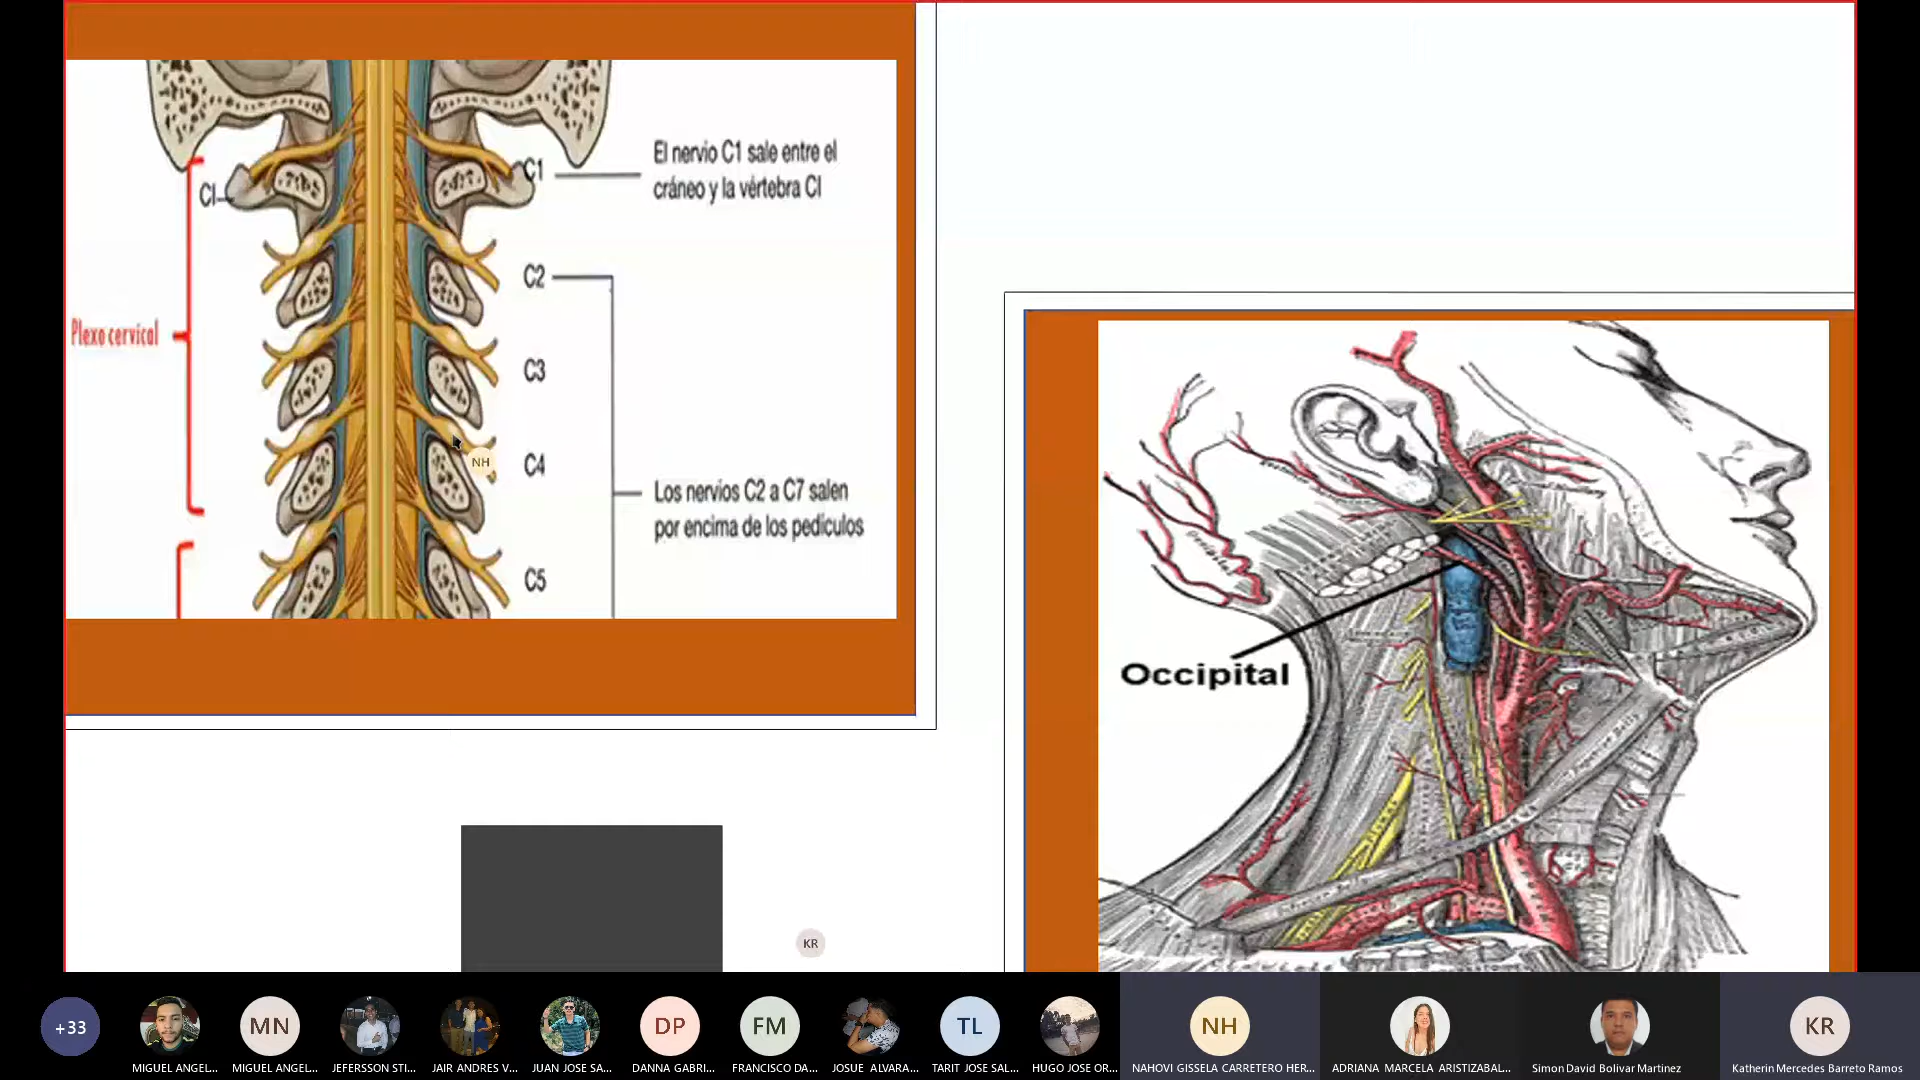 El nervio C1 sale entre el
cráneo y la vértebra CI
C1
CI
C2
Plexo cervical
C3
C4
NH
Los nervios C2 a C7 salen
por encima de los pedículos
C5
Occipital
KR
+33
MN
DP
FM
TL
NH
KR
MIGUEL ANGEL...
MIGUEL ANGEL...
JEFERSSON STI...
JAIR ANDRES V...
JUAN JOSE SA...
DANNA GABRI...
FRANCISCO DA...
JOSUE ALVARA...
TARIT JOSE SAL...
HUGO JOSE OR...
NAHOVI GISSELA CARRETERO HER...
ADRIANA MARCELA ARISTIZABAL...
Simon David Bolivar Martinez
Katherin Mercedes Barreto Ramos